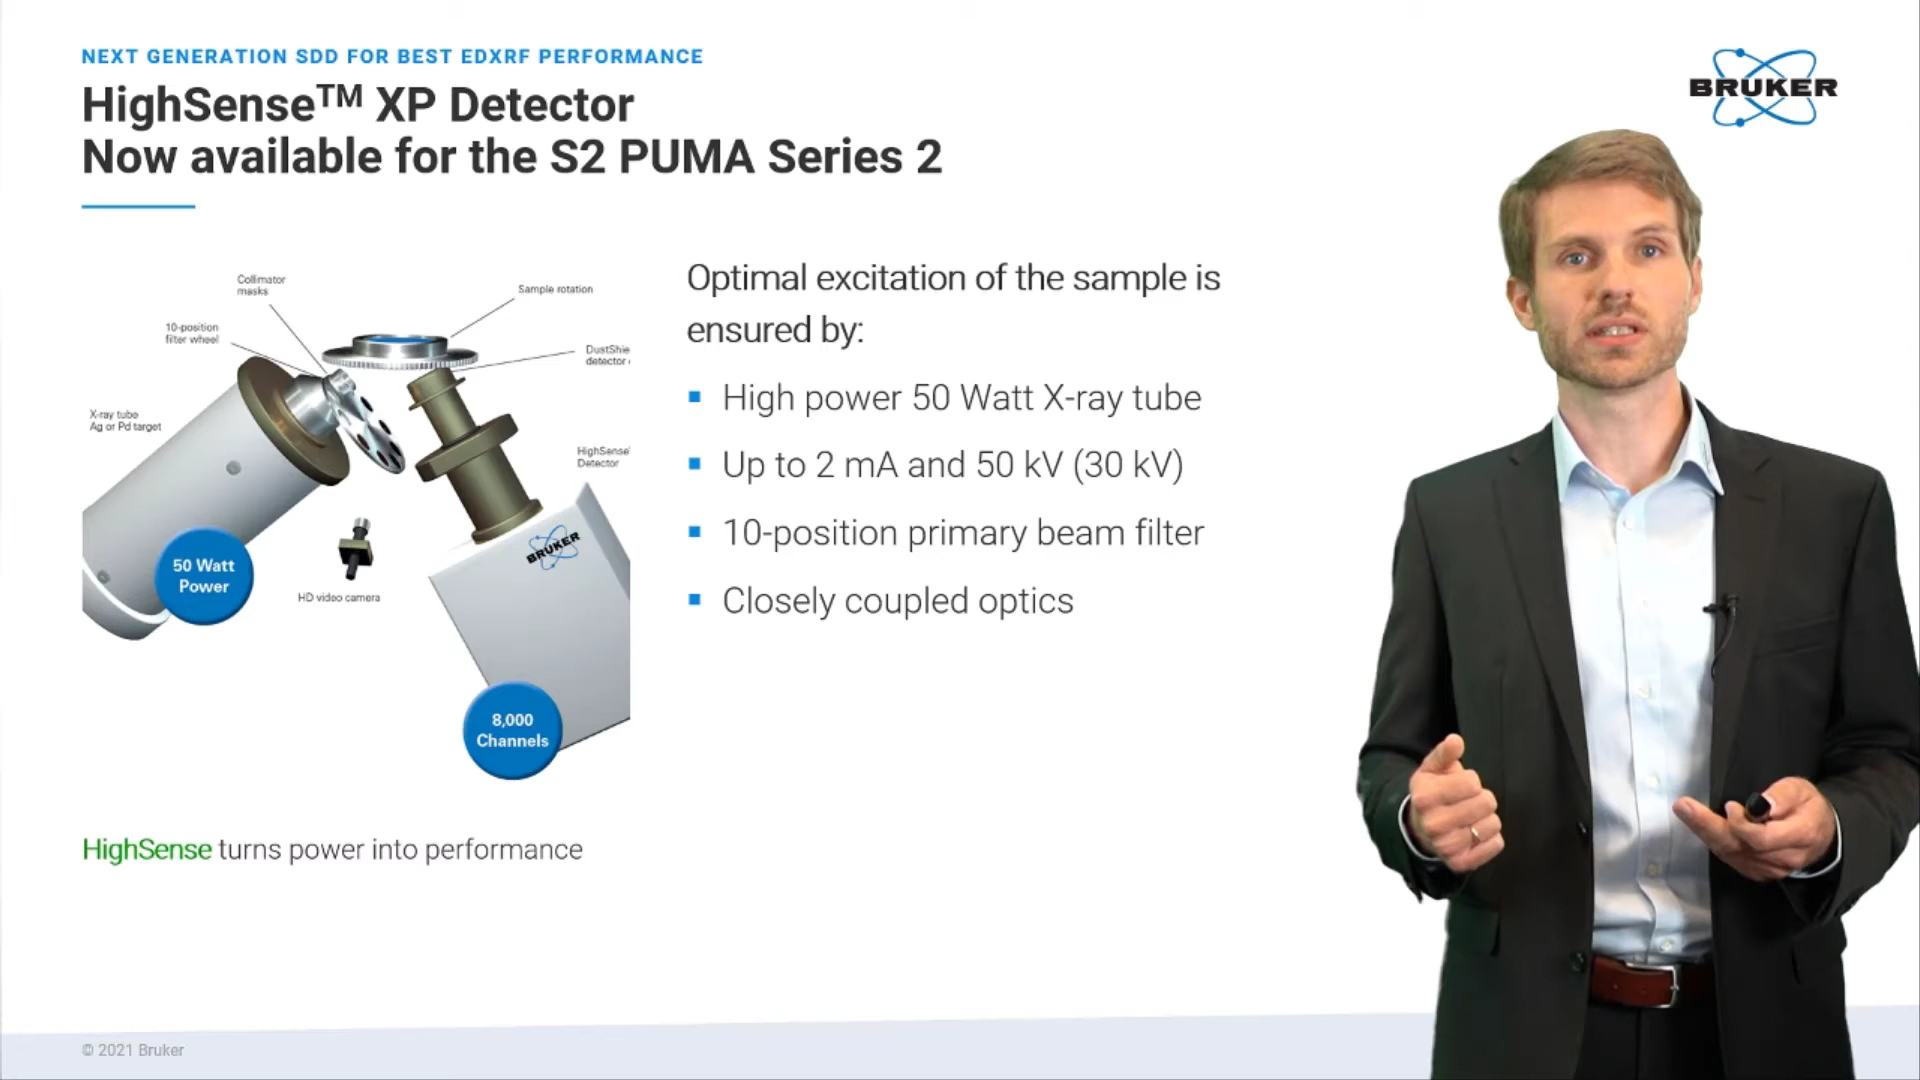 NEXT GENERATION SDD FOR BEST EDXRF PERFORMANCE
HighSense™ XP Detector
Now available for the S2 PUMA Series 2
BRUKER
Collimator
masks
Sample rotation
10-position
filter wheel
DustShie
detector
X-ray tube
Ag or Pd target
HighSense
Detector
BRUKER
50 Watt
Power
HD video camera
8,000
Channels
Optimal excitation of the sample is
ensured by:
▪ High power 50 Watt X-ray tube
▪ Up to 2 mA and 50 kV (30 kV)
▪ 10-position primary beam filter
▪ Closely coupled optics
HighSense turns power into performance
© 2021 Bruker